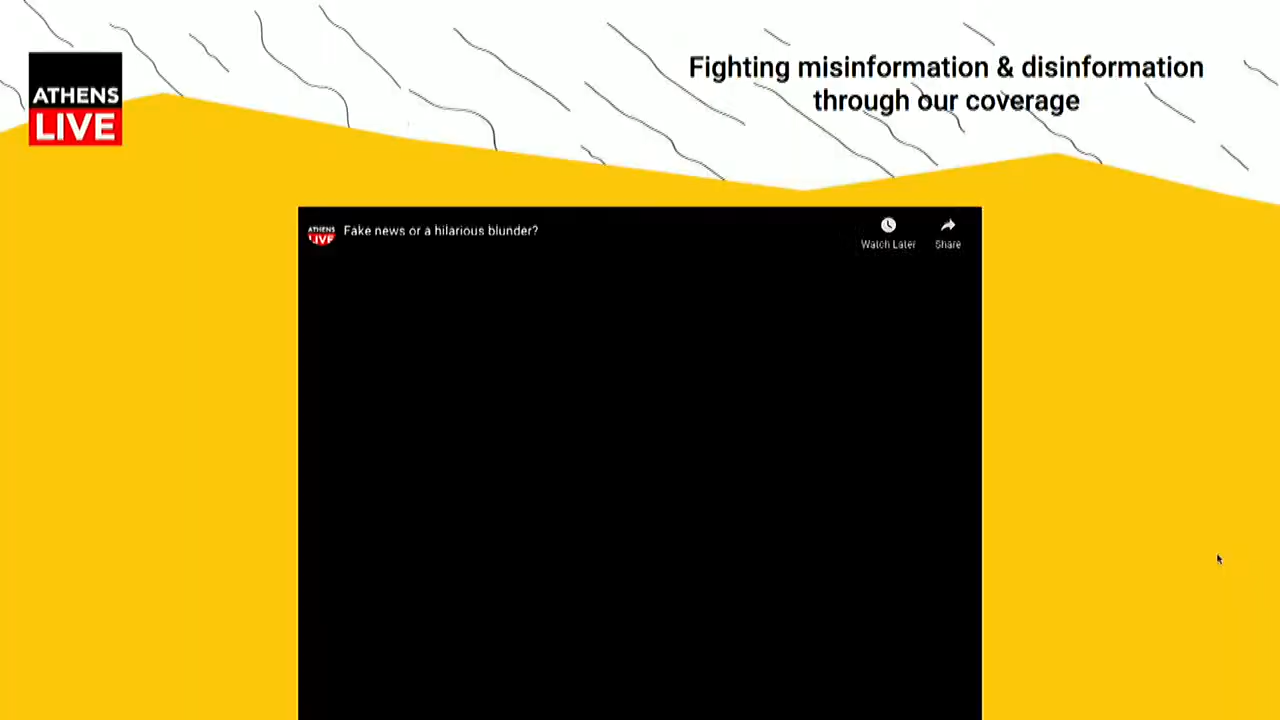 ATHENS
LIVE
Fighting misinformation & disinformation
through our coverage
ATHENS
LIVE
Fake news or a hilarious blunder?
Watch Later
Share